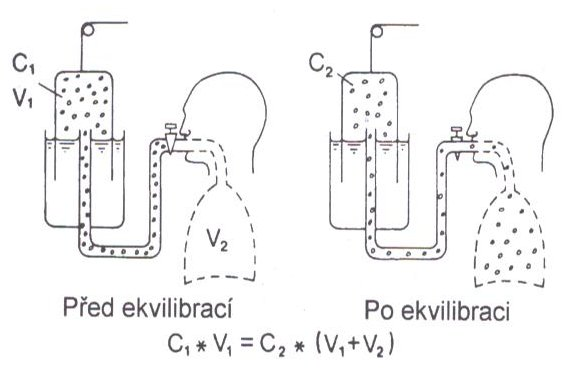 C₁
V₁
V₂
Před ekvilibrací
C₂
Po ekvilibraci
C₁ * V₁ = C₂ * (V₁+V₂)